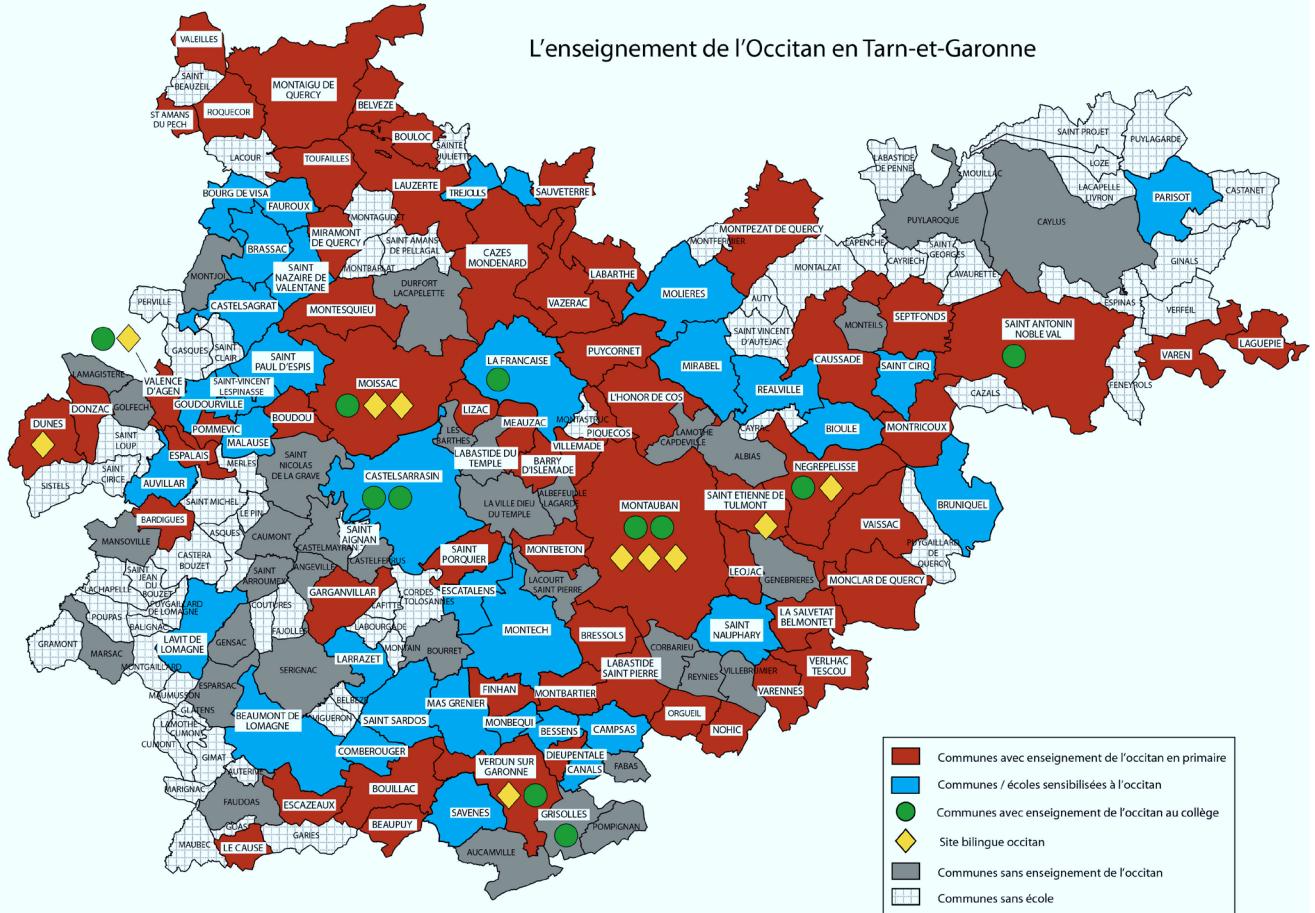 L'enseignement de l'Occitan en Tarn-et-Garonne
VALEILLES
SAINT
BEAUZEIL
MONTAIGU DE
QUERCY
ST AMANS
DU PECH
ROQUECOR
BELVEZE
BOULOC
SAINTE
JULIETTE
LACOUR
TOUFAILLES
LAUZERTE
TREJOULS
SAUVETERRE
BOURG DE VISA
FAUROUX
MONTAGUDET
MIRAMONT
DE QUERCY
SAINT AMANS
DE PELLAGAL
BRASSAC
MONTBARLAT
SAINT
NAZAIRE DE
VALENTANE
CAZES
MONDENARD
MONTJOI
DURFORT
LACAPELETTE
LABARTHE
VAZERAC
CASTELSAGRAT
MONTESQUIEU
PERVILLE
GASQUES
SAINT
CLAIR
SAINT
PAUL D'ESPIS
LA FRANCAISE
PUYCORNET
MOLIERES
MONTFERMIER
MONTPEZAT DE QUERCY
LAPENCHE
MONTALZAT
AUTY
SAINT VINCENT
D'AUTEJAC
MIRABEL
REALVILLE
CAUSSADE
MONTEILS
SEPTFONDS
SAINT CIRQ
CAYRIECH
SAINT
GEORGES
LAVAURETTE
LABASTIDE
DE PENNE
MOUILLAC
PUYLAROQUE
SAINT PROJET
PUYLAGARDE
LOZE
LACAPELLE
LIVRON
CAYLUS
PARISOT
CASTANET
GINALS
ESPINAS
VERFEIL
SAINT ANTONIN
NOBLE VAL
VAREN
LAGUEPIE
FENEYROLS
CAZALS
LAMAGISTERE
VALENCE
D'AGEN
SAINT-VINCENT
LESPINASSE
GOUDOURVILLE
DONZAC
GOLFECH
DUNES
POMMEVIC
BOUDOU
MOISSAC
LIZAC
MEAUZAC
L'HONOR DE COS
MONTASTRUC
PIQUECOS
LAMOTHE
CAPDEVILLE
CAYRAC
ALBIAS
BIOULE
MONTRICOUX
SAINT
LOUP
ESPALAIS
MALAUSE
SAINT
NICOLAS
DE LA GRAVE
LES
BARTHES
LABASTIDE DU
TEMPLE
BARRY
D'ISLEMADE
VILLEMADE
SISTELS
SAINT
CIRICE
AUVILLAR
MERLES
SAINT MICHEL
LE PIN
CASTELSARRASIN
LA VILLE DIEU
DU TEMPLE
ALBEFEUILLE
LAGARDE
MONTAUBAN
SAINT ETIENNE DE
TULMONT
NEGREPELISSE
VAISSAC
BRUNIQUEL
PUYGAILLARD
DE
QUERCY
BARDIGUES
MANSOVILLE
ASQUES
CAUMONT
CASTELMAYRAN
SAINT
AIGNAN
CASTELFERRUS
CASTERA
BOUZET
SAINT
JEAN
DU
BOUZET
SAINT
ARROUMEX
ANGEVILLE
SAINT
PORQUIER
MONTBETON
LACOURT
SAINT PIERRE
LEOJAC
GENEBRIERES
MONCLAR DE QUERCY
LACHAPELLE
PUYGAILLARD
DE LOMAGNE
POUPAS
BALIGNAC
COUTURES
GARGANVILLAR
LAFITTE
CORDES
TOLOSANNES
ESCATALENS
LA SALVETAT
BELMONTET
GRAMONT
MARSAC
LAVIT DE
LOMAGNE
GENSAC
FAJOLLES
LABOURGADE
MONTAIN
BOURRET
MONTECH
BRESSOLS
SAINT
NAUPHARY
CORBARIEU
MONTGAILLARD
MAUMUSSON
ESPARSAC
SERIGNAC
LARRAZET
LABASTIDE
SAINT PIERRE
REYNIES
VILLEBRUMIER
VERLHAC
TESCOU
VARENNES
GLATENS
LAMOTHE
CUMONT
CUMONT
BEAUMONT DE
LOMAGNE
BELBEZE
VIGUERON
SAINT SARDOS
MAS GRENIER
FINHAN
MONTBARTIER
ORGUEIL
NOHIC
GIMAT
COMBEROUGER
MONBEQUI
BESSENS
CAMPSAS
AUTERIVE
MARIGNAC
FAUDOAS
ESCAZEAUX
BOUILLAC
VERDUN SUR
GARONNE
DIEUPENTALE
CANALS
FABAS
GOAS
GARIES
BEAUPUY
SAVENES
GRISOLLES
POMPIGNAN
MAUBEC
LE CAUSE
AUCAMVILLE
Communes avec enseignement de l'occitan en primaire
Communes / écoles sensibilisées à l'occitan
Communes avec enseignement de l'occitan au collège
Site bilingue occitan
Communes sans enseignement de l'occitan
Communes sans école